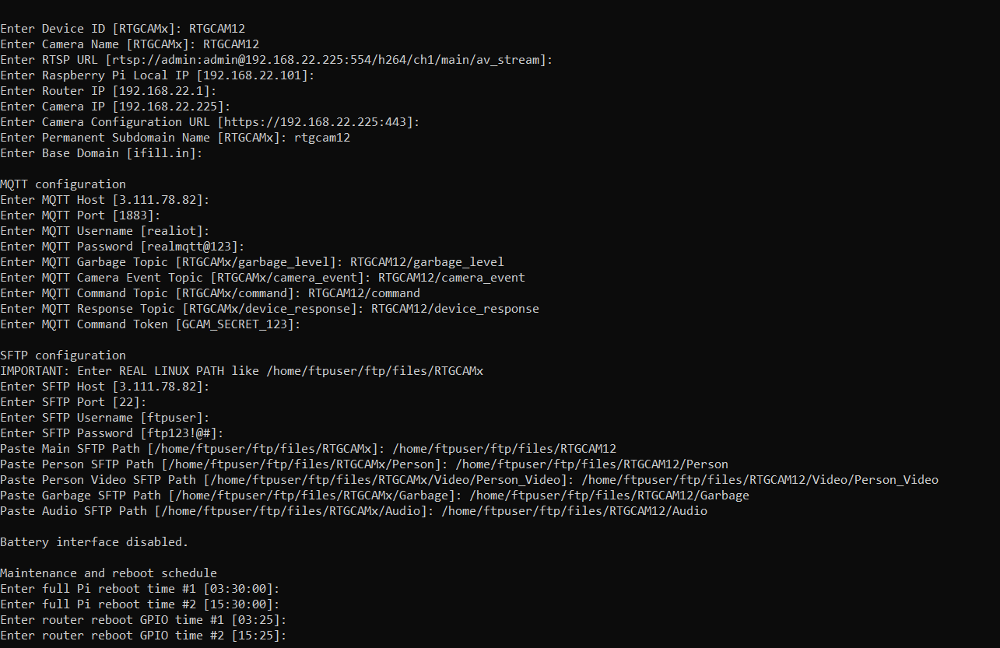 Enter Device ID [RTGCAMx]: RTGCAM12
Enter Camera Name [RTGCAMx]: RTGCAM12
Enter RTSP URL [rtsp://admin:admin@192.168.22.225:554/h264/ch1/main/av_stream]:
Enter Raspberry Pi Local IP [192.168.22.101]:
Enter Router IP [192.168.22.1]:
Enter Camera IP [192.168.22.225]:
Enter Camera Configuration URL [https://192.168.22.225:443]:
Enter Permanent Subdomain Name [RTGCAMx]: rtgcam12
Enter Base Domain [ifill.in]:
MQTT configuration
Enter MQTT Host [3.111.78.82]:
Enter MQTT Port [1883]:
Enter MQTT Username [realiot]:
Enter MQTT Password [realmqtt@123]:
Enter MQTT Garbage Topic [RTGCAMx/garbage_level]: RTGCAM12/garbage_level
Enter MQTT Camera Event Topic [RTGCAMx/camera_event]: RTGCAM12/camera_event
Enter MQTT Command Topic [RTGCAMx/command]: RTGCAM12/command
Enter MQTT Response Topic [RTGCAMx/device_response]: RTGCAM12/device_response
Enter MQTT Command Token [GCAM_SECRET_123]:
SFTP configuration
IMPORTANT: Enter REAL LINUX PATH like /home/ftpuser/ftp/files/RTGCAMx
Enter SFTP Host [3.111.78.82]:
Enter SFTP Port [22]:
Enter SFTP Username [ftpuser]:
Enter SFTP Password [ftp123!@#]:
Paste Main SFTP Path [/home/ftpuser/ftp/files/RTGCAMx]: /home/ftpuser/ftp/files/RTGCAM12
Paste Person SFTP Path [/home/ftpuser/ftp/files/RTGCAMx/Person]: /home/ftpuser/ftp/files/RTGCAM12/Person
Paste Person Video SFTP Path [/home/ftpuser/ftp/files/RTGCAMx/Video/Person_Video]: /home/ftpuser/ftp/files/RTGCAM12/Video/Person_Video
Paste Garbage SFTP Path [/home/ftpuser/ftp/files/RTGCAMx/Garbage]: /home/ftpuser/ftp/files/RTGCAM12/Garbage
Paste Audio SFTP Path [/home/ftpuser/ftp/files/RTGCAMx/Audio]: /home/ftpuser/ftp/files/RTGCAM12/Audio
Battery interface disabled.
Maintenance and reboot schedule
Enter full Pi reboot time #1 [03:30:00]:
Enter full Pi reboot time #2 [15:30:00]:
Enter router reboot GPIO time #1 [03:25]:
Enter router reboot GPIO time #2 [15:25]: